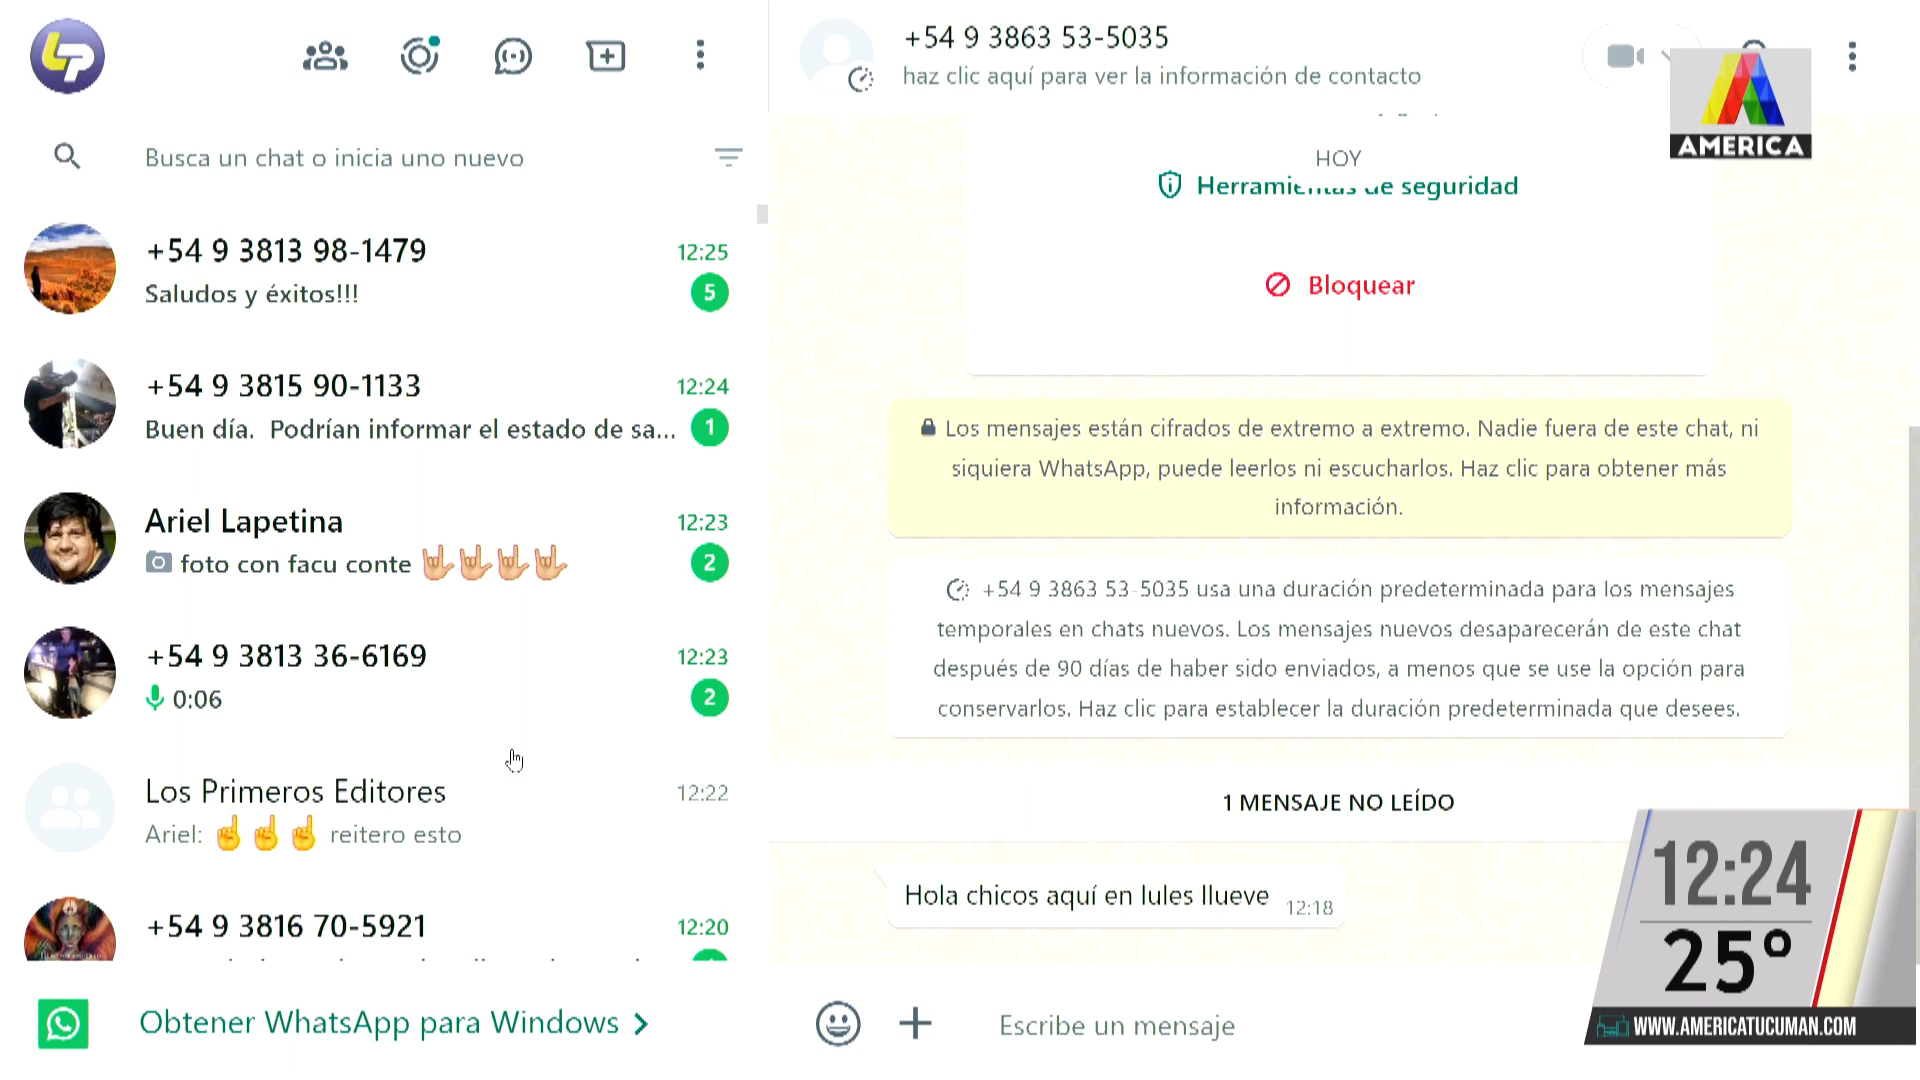 LP
Busca un chat o inicia uno nuevo
+54 9 3813 98-1479
12:25
Saludos y éxitos!!!
5
+54 9 3815 90-1133
12:24
Buen día. Podrían informar el estado de sa...
1
Ariel Lapetina
12:23
foto con facu conte 🤟🤟🤟🤟
2
+54 9 3813 36-6169
12:23
0:06
2
Los Primeros Editores
12:22
Ariel: ☝️☝️☝️ reitero esto
+54 9 3816 70-5921
12:20
Obtener WhatsApp para Windows
+54 9 3863 53-5035
haz clic aquí para ver la información de contacto
AMERICA
HOY
Herramientas de seguridad
Bloquear
Los mensajes están cifrados de extremo a extremo. Nadie fuera de este chat, ni
siquiera WhatsApp, puede leerlos ni escucharlos. Haz clic para obtener más
información.
+54 9 3863 53-5035 usa una duración predeterminada para los mensajes
temporales en chats nuevos. Los mensajes nuevos desaparecerán de este chat
después de 90 días de haber sido enviados, a menos que se use la opción para
conservarlos. Haz clic para establecer la duración predeterminada que desees.
1 MENSAJE NO LEÍDO
Hola chicos aquí en lules llueve 12:18
Escribe un mensaje
12:24
25°
WWW.AMERICATUCUMAN.COM